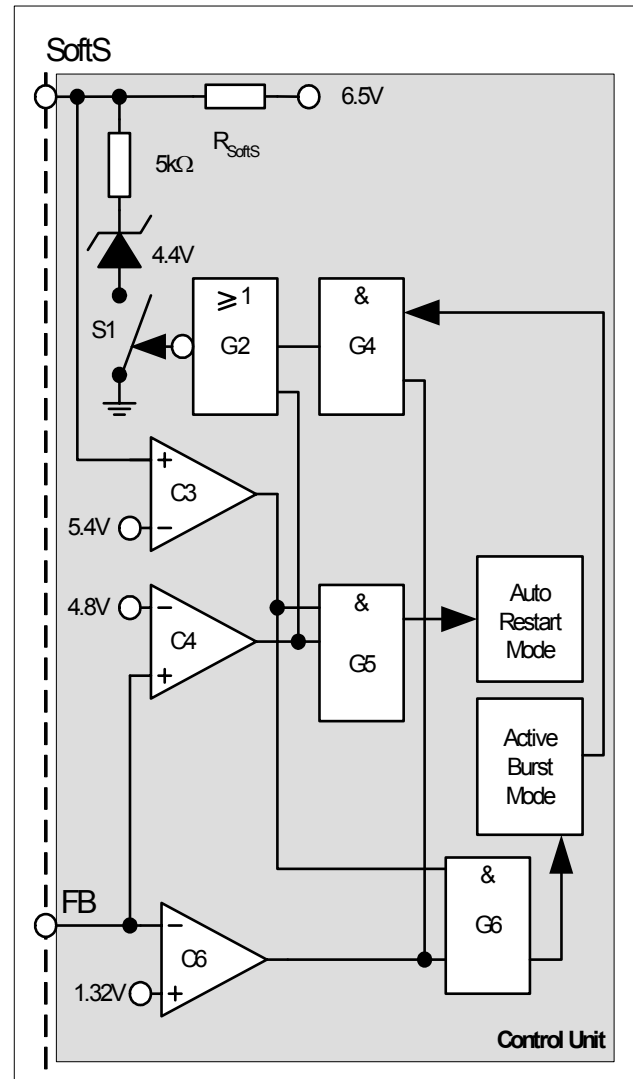 SoftS
6.5V
R_SoftS
5kΩ
4.4V
S1
≥1
G2
&
G4
+
C3
−
5.4V
4.8V
−
C4
+
&
G5
Auto
Restart
Mode
Active
Burst
Mode
FB
&
G6
−
C6
+
1.32V
Control Unit